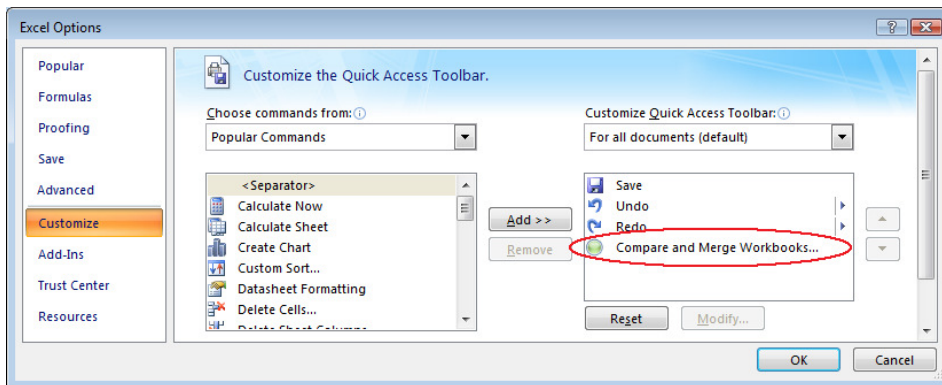 Excel Options
Popular
Formulas
Proofing
Save
Advanced
Customize
Add-Ins
Trust Center
Resources
Customize the Quick Access Toolbar.
Choose commands from:
Popular Commands
<Separator>
Calculate Now
Calculate Sheet
Create Chart
Custom Sort...
Datasheet Formatting
Delete Cells...
Delete Sheet Columns
Add >>
Remove
Customize Quick Access Toolbar:
For all documents (default)
Save
Undo
Redo
Compare and Merge Workbooks...
Reset
Modify...
OK
Cancel